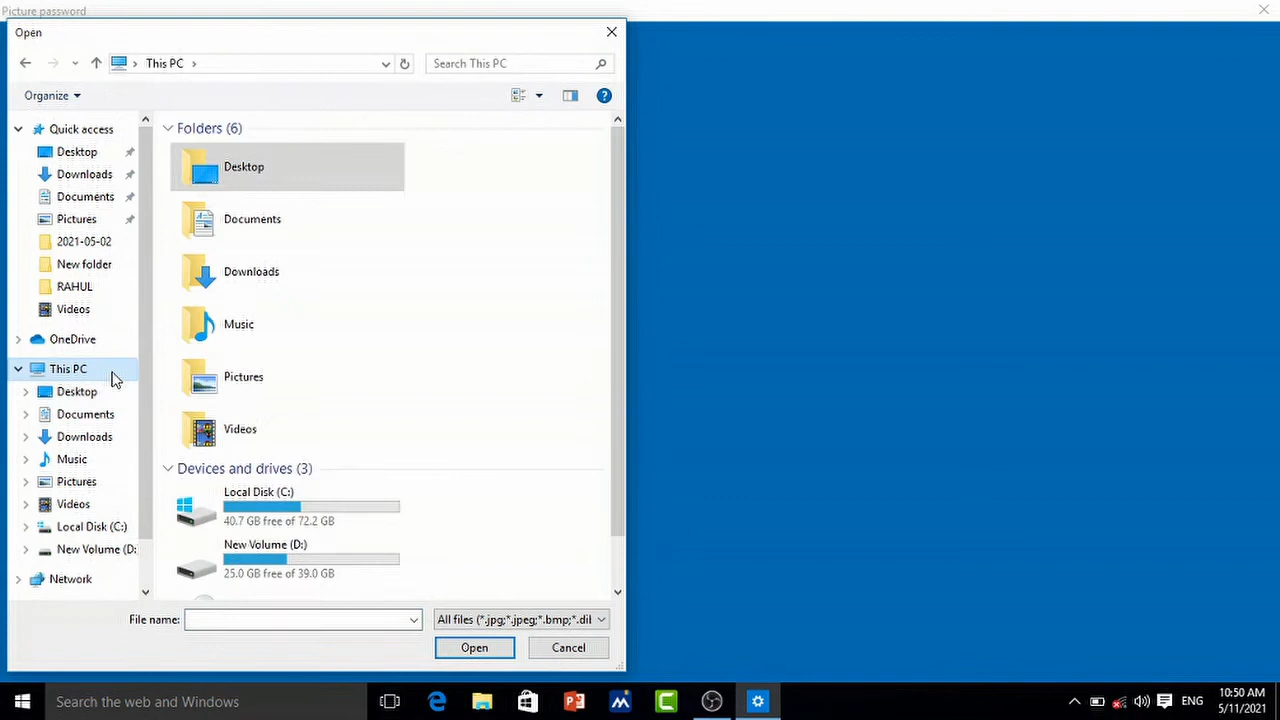 Picture password
Open
This PC
Search This PC
Organize
Quick access
Desktop
Downloads
Documents
Pictures
2021-05-02
New folder
RAHUL
Videos
OneDrive
This PC
Desktop
Documents
Downloads
Music
Pictures
Videos
Local Disk (C:)
New Volume (D:
Network
Folders (6)
Desktop
Documents
Downloads
Music
Pictures
Videos
Devices and drives (3)
Local Disk (C:)
40.7 GB free of 72.2 GB
New Volume (D:)
25.0 GB free of 39.0 GB
File name:
All files (*.jpg;*.jpeg;*.bmp;*.dil
Open
Cancel
Search the web and Windows
ENG
10:50 AM
5/11/2021